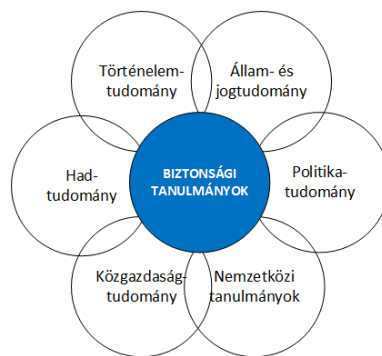 Történelem-
tudomány
Állam- és
jogtudomány
Had-
tudomány
BIZTONSÁGI
TANULMÁNYOK
Politika-
tudomány
Közgazdaság-
tudomány
Nemzetközi
tanulmányok